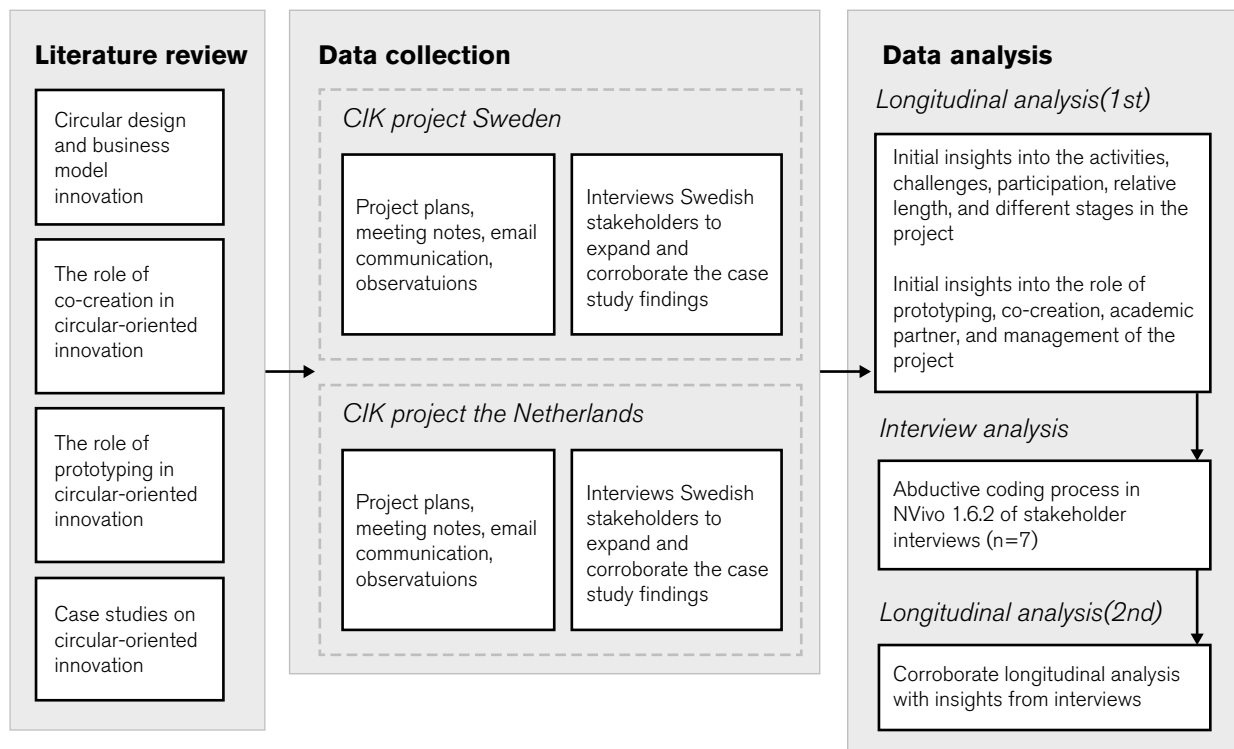 Literature review
Circular design
and business
model
innovation
The role of
co-creation in
circular-oriented
innovation
The role of
prototyping in
circular-oriented
innovation
Case studies on
circular-oriented
innovation
Data collection
CIK project Sweden
Project plans,
meeting notes, email
communication,
observatuions
Interviews Swedish
stakeholders to
expand and
corroborate the case
study findings
CIK project the Netherlands
Project plans,
meeting notes, email
communication,
observatuions
Interviews Swedish
stakeholders to
expand and
corroborate the case
study findings
Data analysis
Longitudinal analysis(1st)
Initial insights into the activities,
challenges, participation, relative
length, and different stages in the
project
Initial insights into the role of
prototyping, co-creation, academic
partner, and management of the
project
Interview analysis
Abductive coding process in
NVivo 1.6.2 of stakeholder
interviews (n=7)
Longitudinal analysis(2nd)
Corroborate longitudinal analysis
with insights from interviews